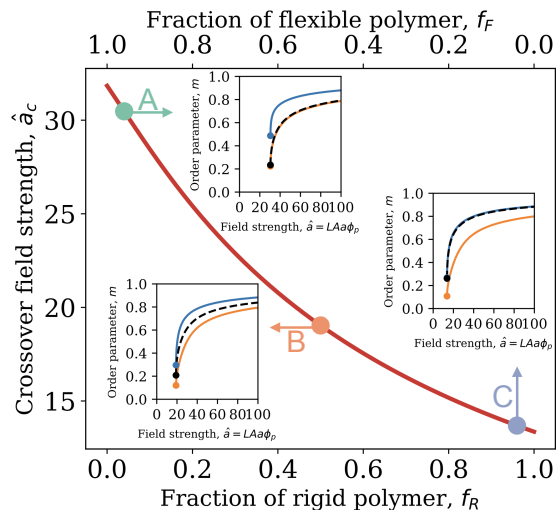 Fraction of flexible polymer, f_F
1.0 0.8 0.6 0.4 0.2 0.0
Crossover field strength, â_c
30
25
20
15
A
Order parameter, m
1.0
0.8
0.6
0.4
0.2
0.0
0 20 40 60 80 100
Field strength, â = LAaϕ_p
Order parameter, m
1.0
0.8
0.6
0.4
0.2
0.0
0 20 40 60 80 100
Field strength, â = LAaϕ_p
B
Order parameter, m
1.0
0.8
0.6
0.4
0.2
0.0
0 20 40 60 80 100
Field strength, â = LAaϕ_p
C
0.0 0.2 0.4 0.6 0.8 1.0
Fraction of rigid polymer, f_R